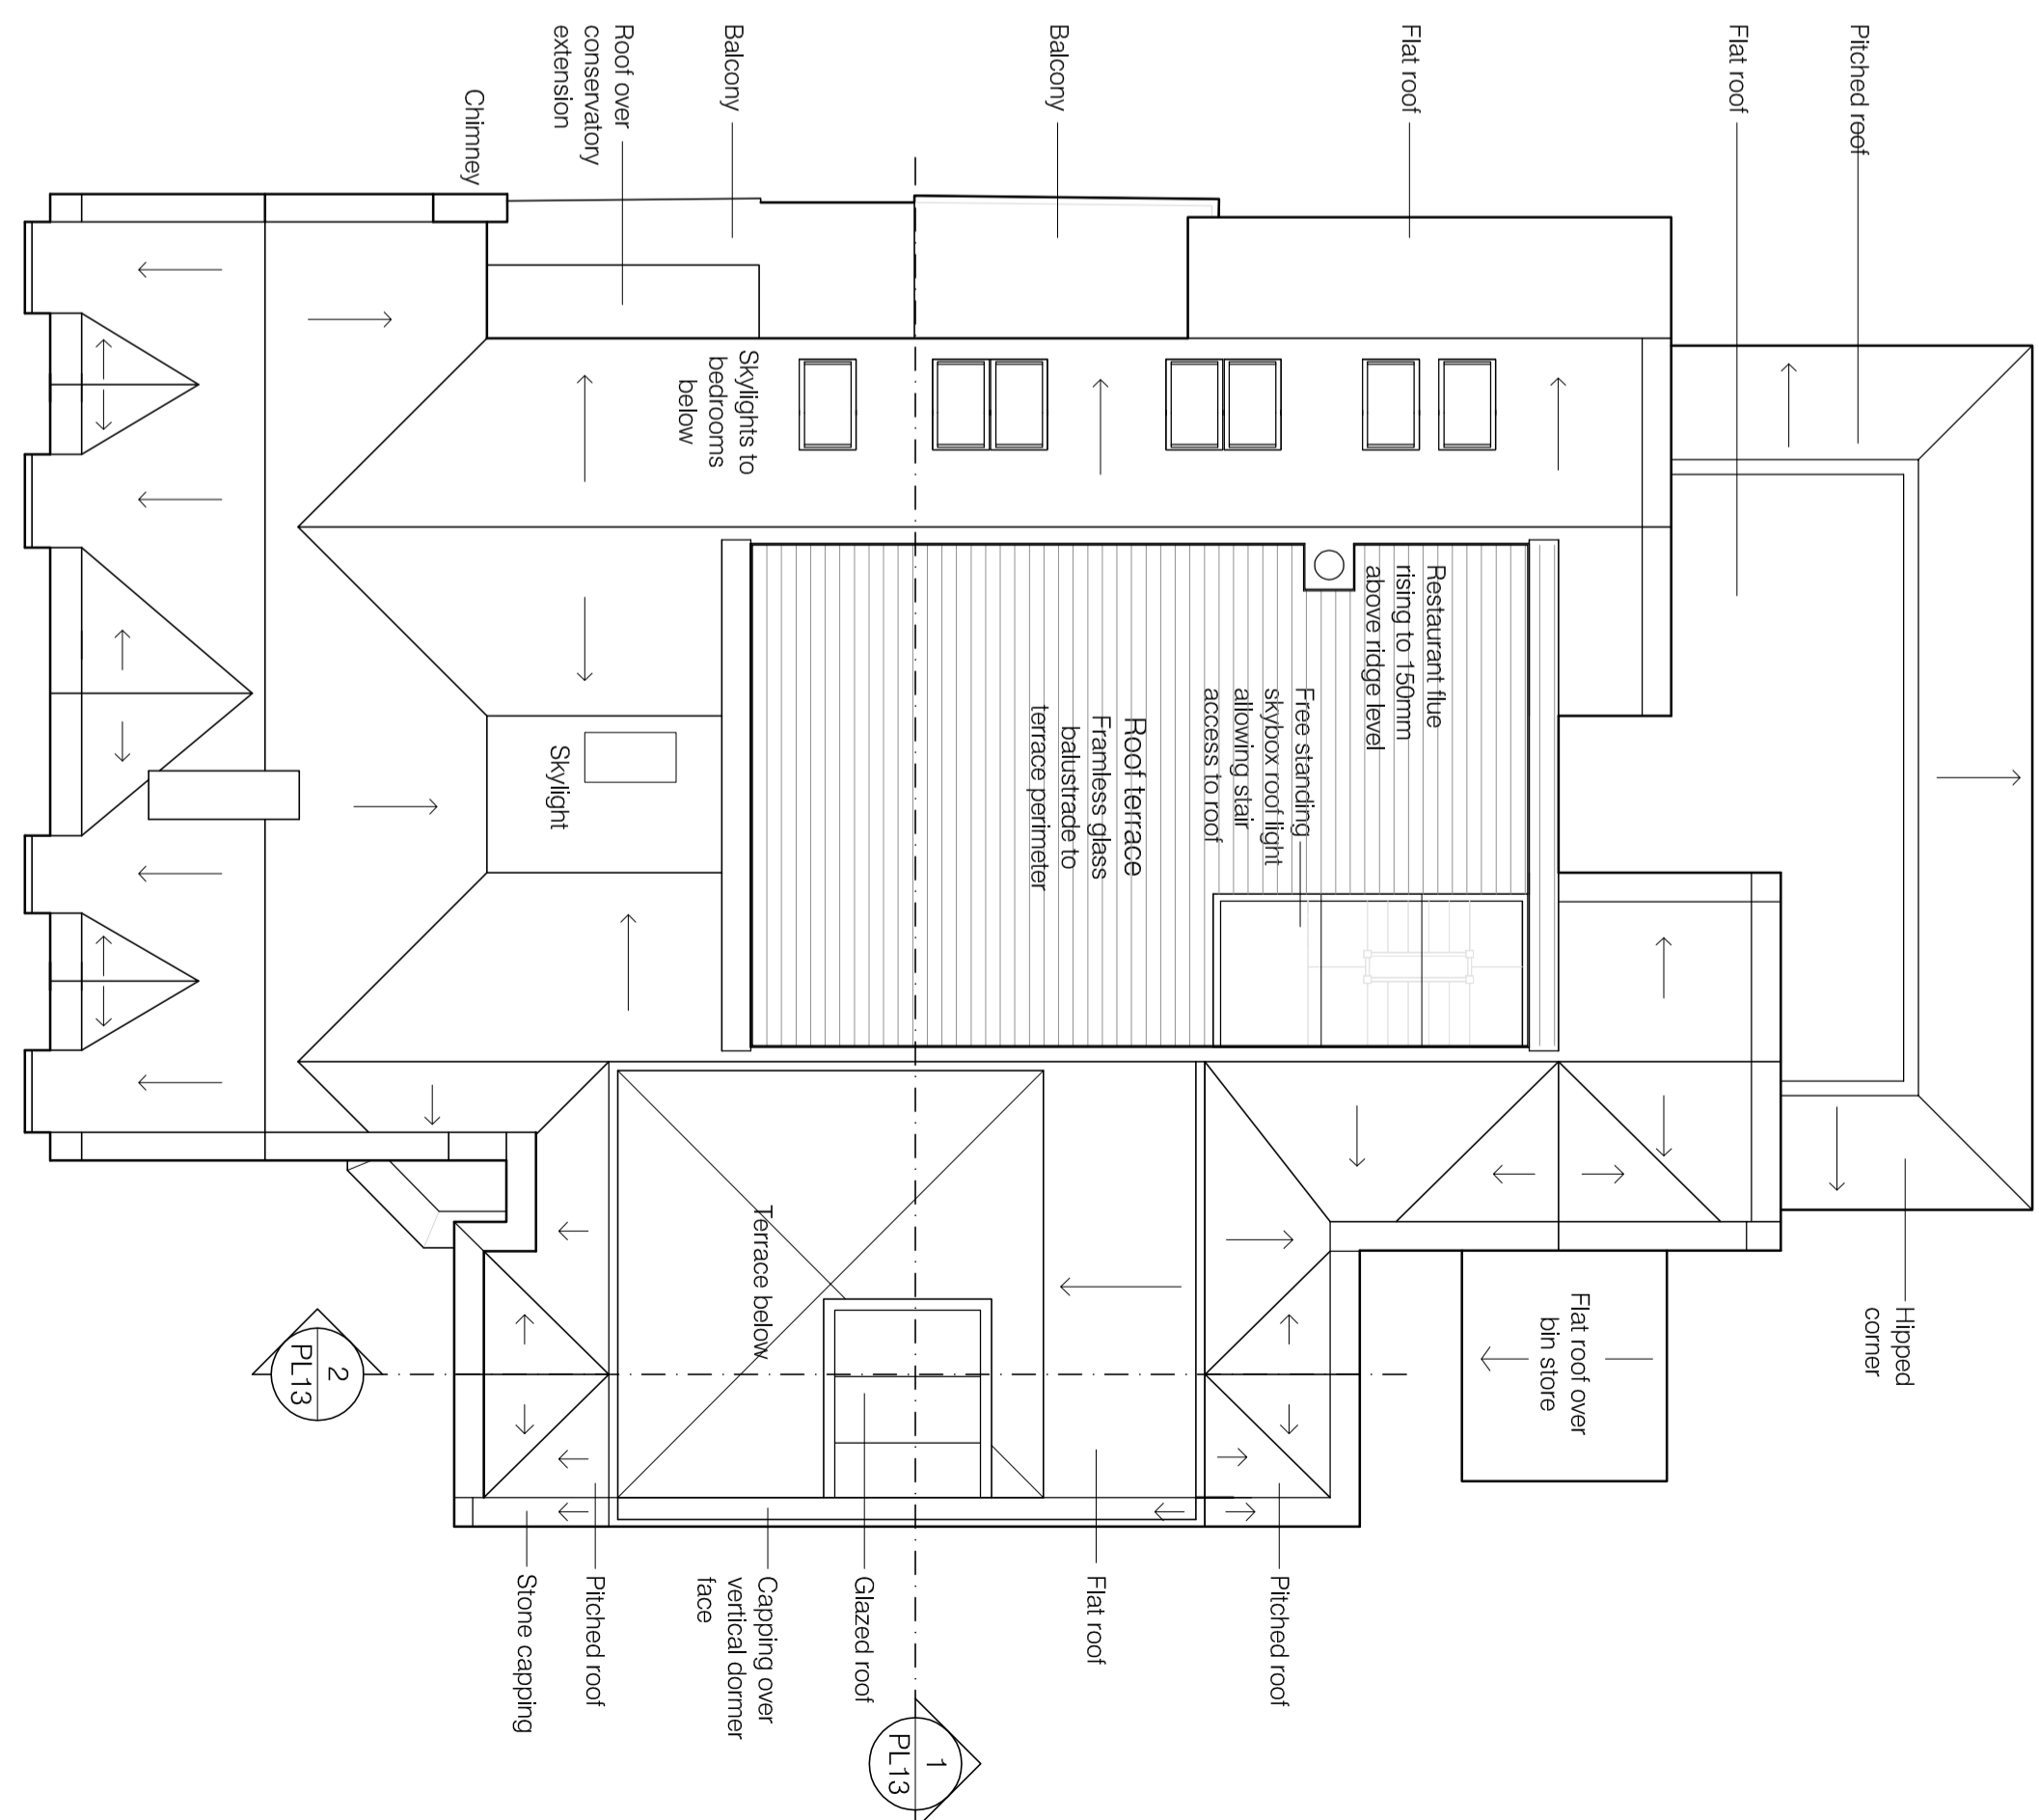 Pitched roof
Flat roof
Flat roof
Balcony
Balcony
Roof over
conservatory
extension
Chimney
Skylights to
bedrooms
below
Restaurant flue
rising to 150mm
above ridge level
Free standing
skybox roof light
allowing stair
access to roof
Roof terrace
Framless glass
balustrade to
terrace perimeter
Skylight
Terrace below
Hipped
corner
Flat roof over
bin store
Pitched roof
Flat roof
Glazed roof
Capping over
vertical dormer
face
Pitched roof
Stone capping
2
PL13
1
PL13